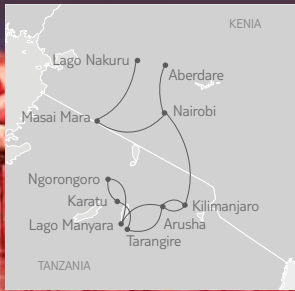 KENIA
Lago Nakuru
Aberdare
Masai Mara
Nairobi
Ngorongoro
Karatu
Kilimanjaro
Lago Manyara
Arusha
Tarangire
TANZANIA